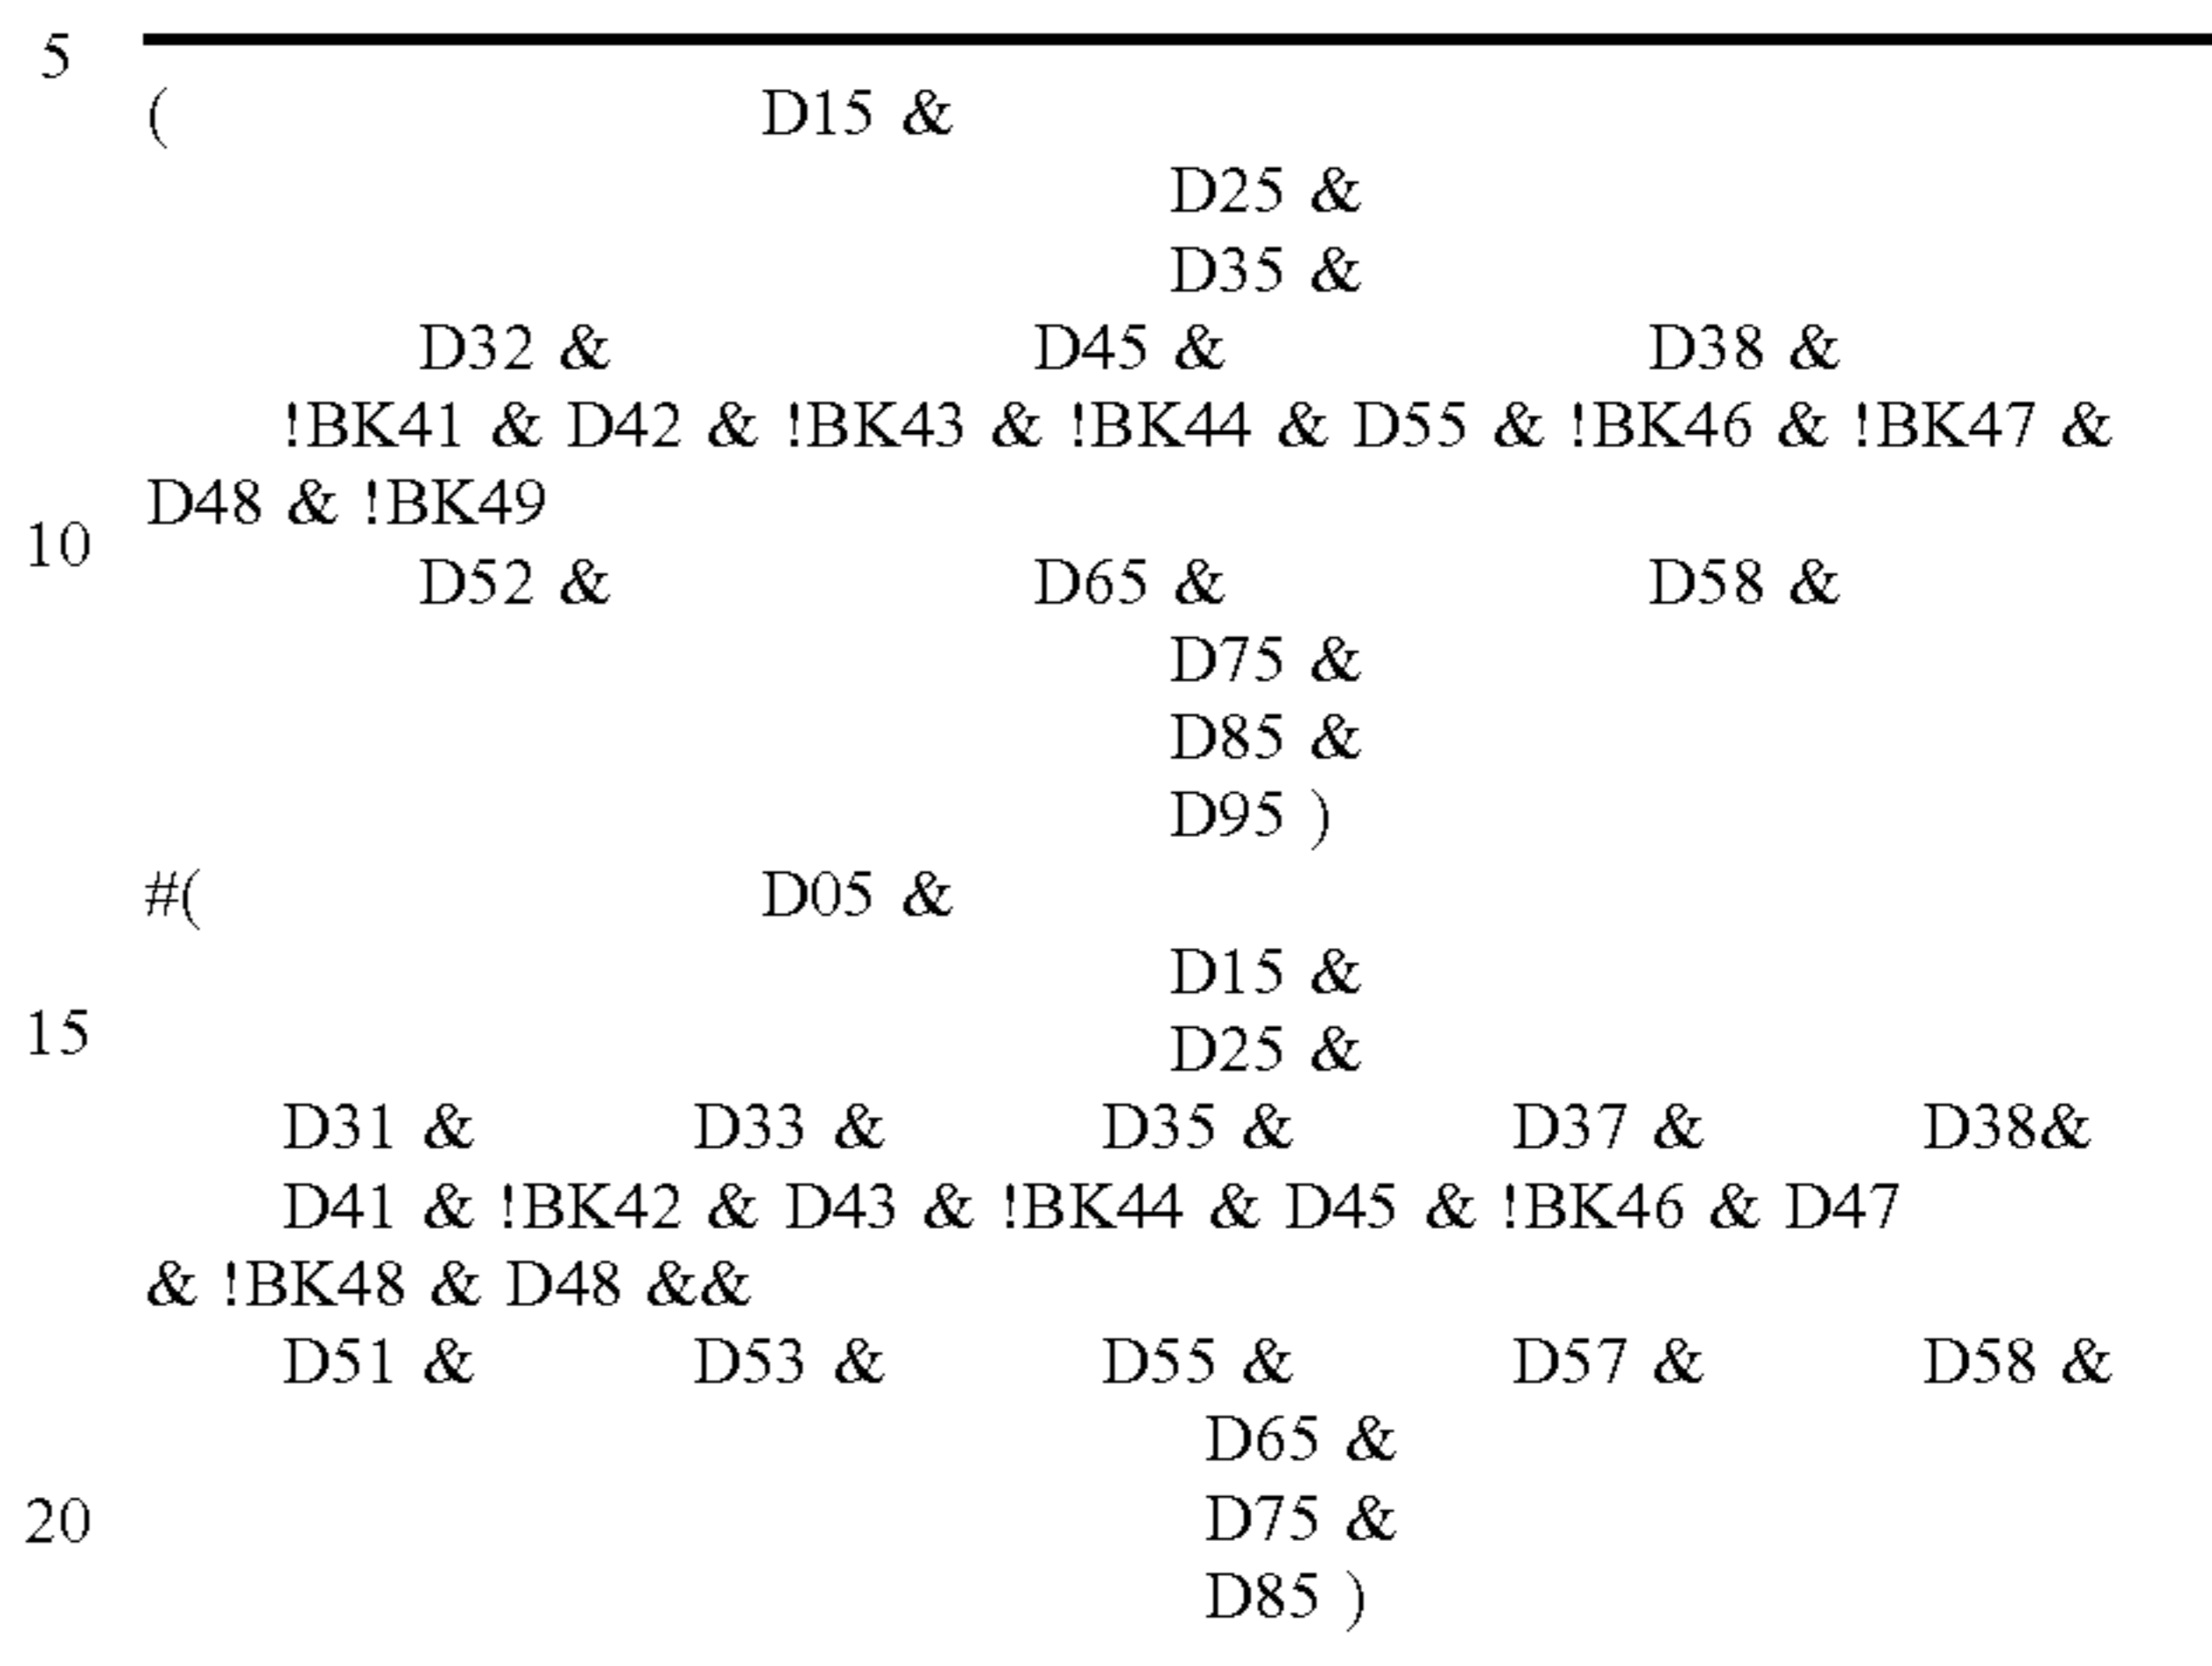 5
( D15 &
D25 &
D35 &
D32 & D45 & D38 &
!BK41 & D42 & !BK43 & !BK44 & D55 & !BK46 & !BK47 &
D48 & !BK49
10
D52 & D65 & D58 &
D75 &
D85 &
D95 )
#( D05 &
D15 &
15
D25 &
D31 & D33 & D35 & D37 & D38&
D41 & !BK42 & D43 & !BK44 & D45 & !BK46 & D47
& !BK48 & D48 &&
D51 & D53 & D55 & D57 & D58 &
D65 &
20
D75 &
D85 )